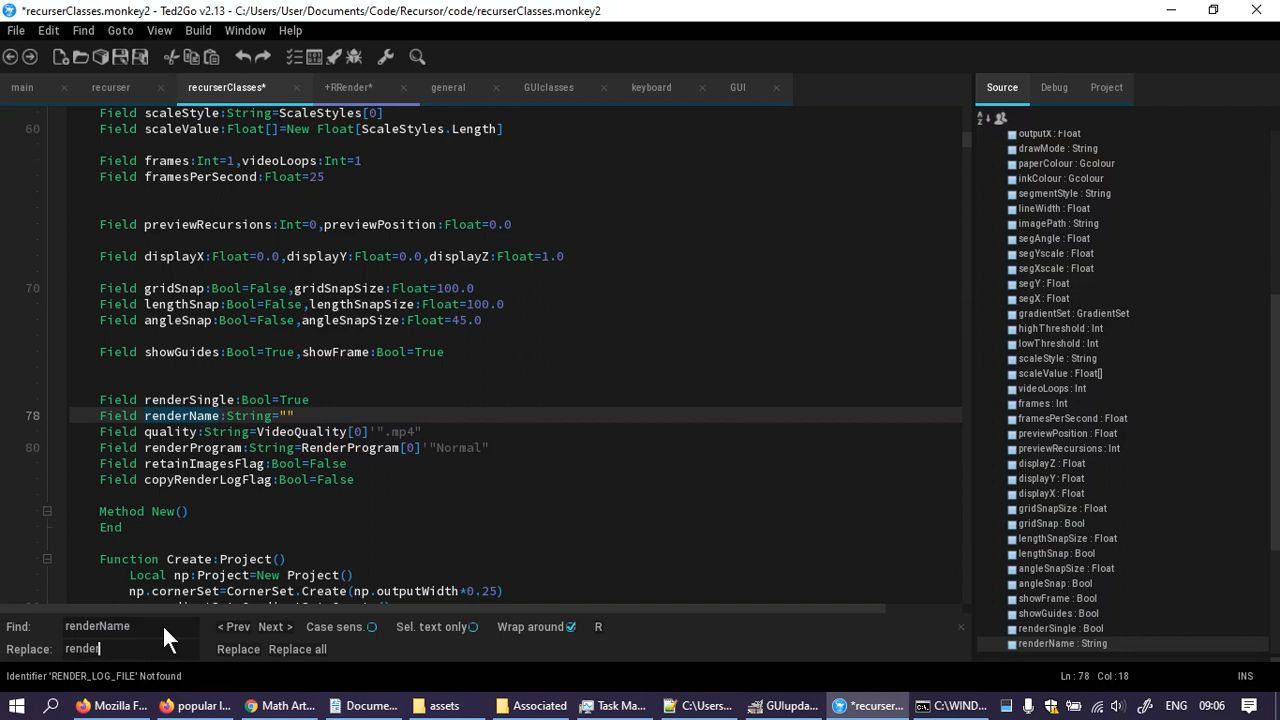 *recurserClasses.monkey2 - Ted2Go v2.13 - C:/Users/User/Documents/Code/Recursor/code/recurserClasses.monkey2
File Edit Find Goto View Build Window Help
main recurser recurserClasses* +RRender* general GUIclasses keyboard GUI Source Debug Project
Field scaleStyle:String=ScaleStyles[0]
60 Field scaleValue:Float[]=New Float[ScaleStyles.Length]
Field frames:Int=1,videoLoops:Int=1
Field framesPerSecond:Float=25
Field previewRecursions:Int=0,previewPosition:Float=0.0
Field displayX:Float=0.0,displayY:Float=0.0,displayZ:Float=1.0
70 Field gridSnap:Bool=False,gridSnapSize:Float=100.0
Field lengthSnap:Bool=False,lengthSnapSize:Float=100.0
Field angleSnap:Bool=False,angleSnapSize:Float=45.0
Field showGuides:Bool=True,showFrame:Bool=True
Field renderSingle:Bool=True
78 Field renderName:String=""
Field quality:String=VideoQuality[0]'".mp4"
80 Field renderProgram:String=RenderProgram[0]'"Normal"
Field retainImagesFlag:Bool=False
Field copyRenderLogFlag:Bool=False
Method New()
End
Function Create:Project()
Local np:Project=New Project()
np.cornerSet=CornerSet.Create(np.outputWidth*0.25)
outputX : Float
drawMode : String
paperColour : Gcolour
inkColour : Gcolour
segmentStyle : String
lineWidth : Float
imagePath : String
segAngle : Float
segYscale : Float
segXscale : Float
segY : Float
segX : Float
gradientSet : GradientSet
highThreshold : Int
lowThreshold : Int
scaleStyle : String
scaleValue : Float[]
videoLoops : Int
frames : Int
framesPerSecond : Float
previewPosition : Float
previewRecursions : Int
displayZ : Float
displayY : Float
displayX : Float
gridSnapSize : Float
gridSnap : Bool
lengthSnapSize : Float
lengthSnap : Bool
angleSnapSize : Float
angleSnap : Bool
showFrame : Bool
showGuides : Bool
renderSingle : Bool
renderName : String
Find: renderName < Prev Next > Case sens. Sel. text only Wrap around R
Replace: render Replace Replace all
Identifier 'RENDER_LOG_FILE' Not found Ln : 78 Col : 18 INS
Mozilla F... popular l... Math Art... Docume... assets Associated Task Ma... C:\Users... GUIupda... *recurser... C:\WIND... ENG 09:06